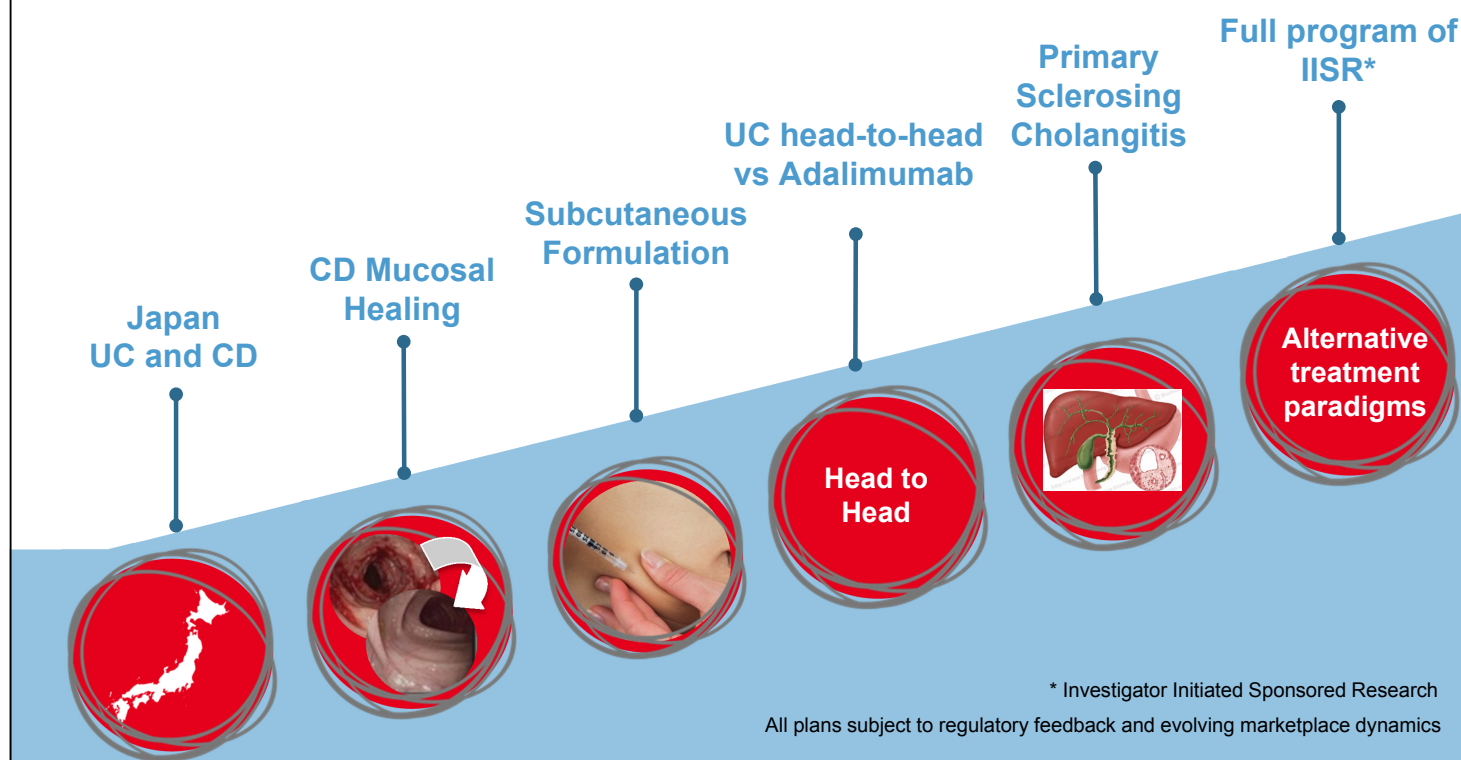 Japan
UC and CD
CD Mucosal
Healing
Subcutaneous
Formulation
UC head-to-head
vs Adalimumab
Primary
Sclerosing
Cholangitis
Full program of
IISR*
Head to
Head
Alternative
treatment
paradigms
* Investigator Initiated Sponsored Research
All plans subject to regulatory feedback and evolving marketplace dynamics